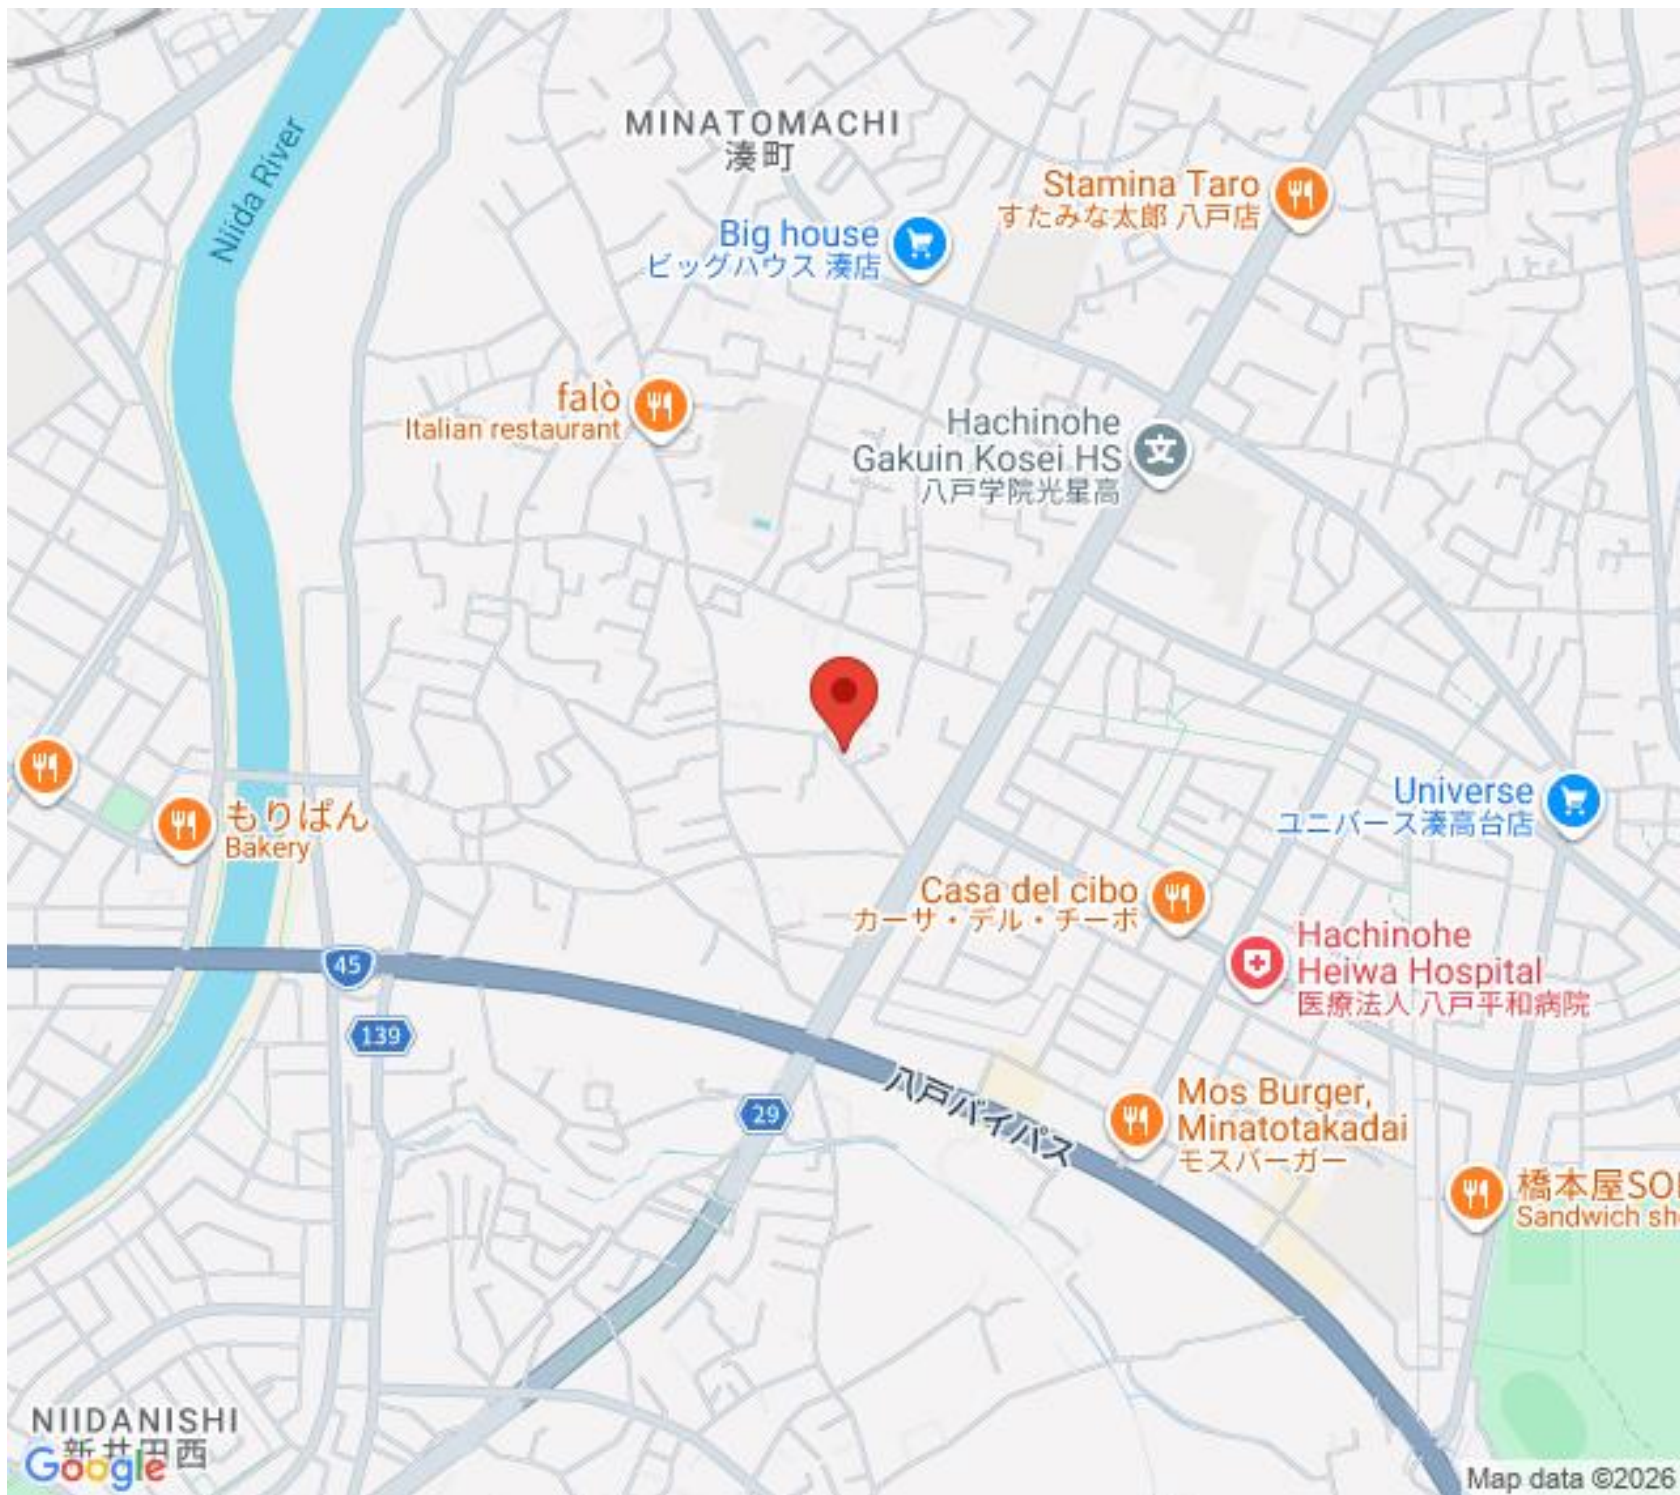 MINATOMACHI
湊町
Niida River
Stamina Taro
すたみな太郎 八戸店
Big house
ビッグハウス 湊店
falò
Italian restaurant
Hachinohe
Gakuin Kosei HS
八戸学院光星高
もりぱん
Bakery
Universe
ユニバース湊高台店
Casa del cibo
カーサ・デル・チーボ
Hachinohe
Heiwa Hospital
医療法人 八戸平和病院
45
139
29
八戸バイパス
Mos Burger,
Minatotakadai
モスバーガー
橋本屋SO
Sandwich sh
NIIDANISHI
新井田西
Google
Map data ©2026